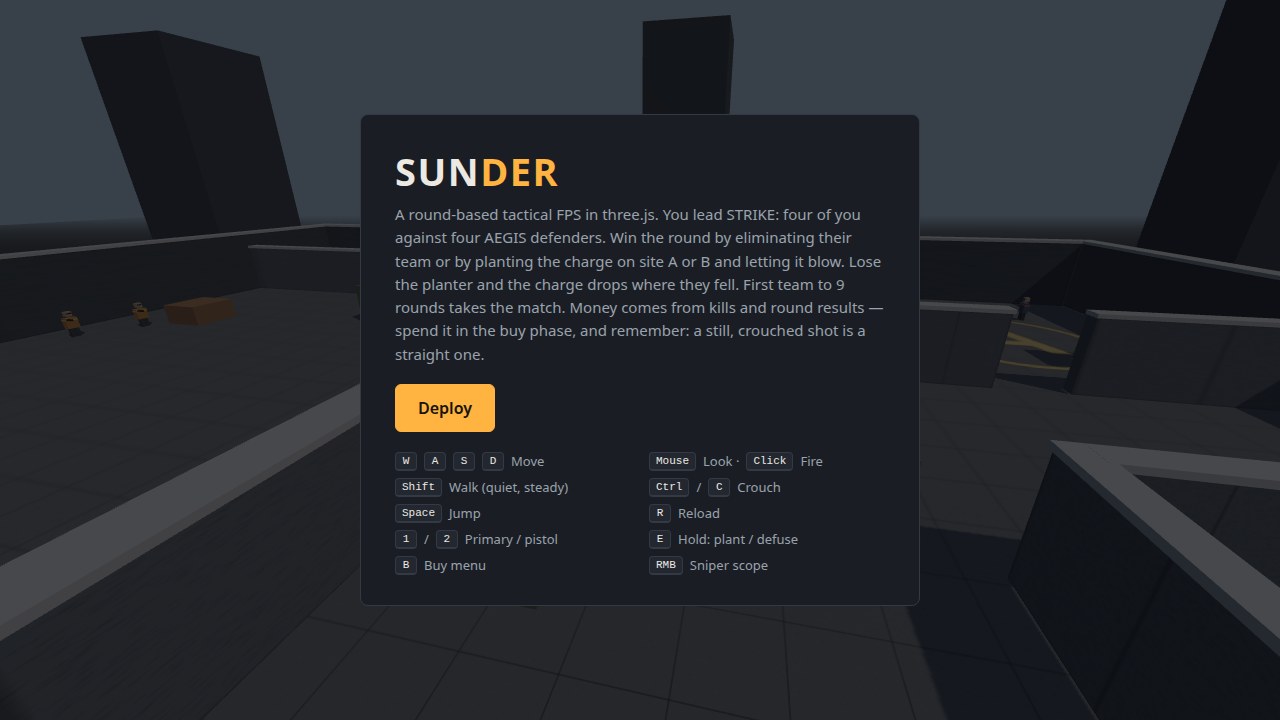 SUNDER
A round-based tactical FPS in three.js. You lead STRIKE: four of you
against four AEGIS defenders. Win the round by eliminating their
team or by planting the charge on site A or B and letting it blow. Lose
the planter and the charge drops where they fell. First team to 9
rounds takes the match. Money comes from kills and round results —
spend it in the buy phase, and remember: a still, crouched shot is a
straight one.
Deploy
W A S D Move
Mouse Look · Click Fire
Shift Walk (quiet, steady)
Ctrl / C Crouch
Space Jump
R Reload
1 / 2 Primary / pistol
E Hold: plant / defuse
B Buy menu
RMB Sniper scope